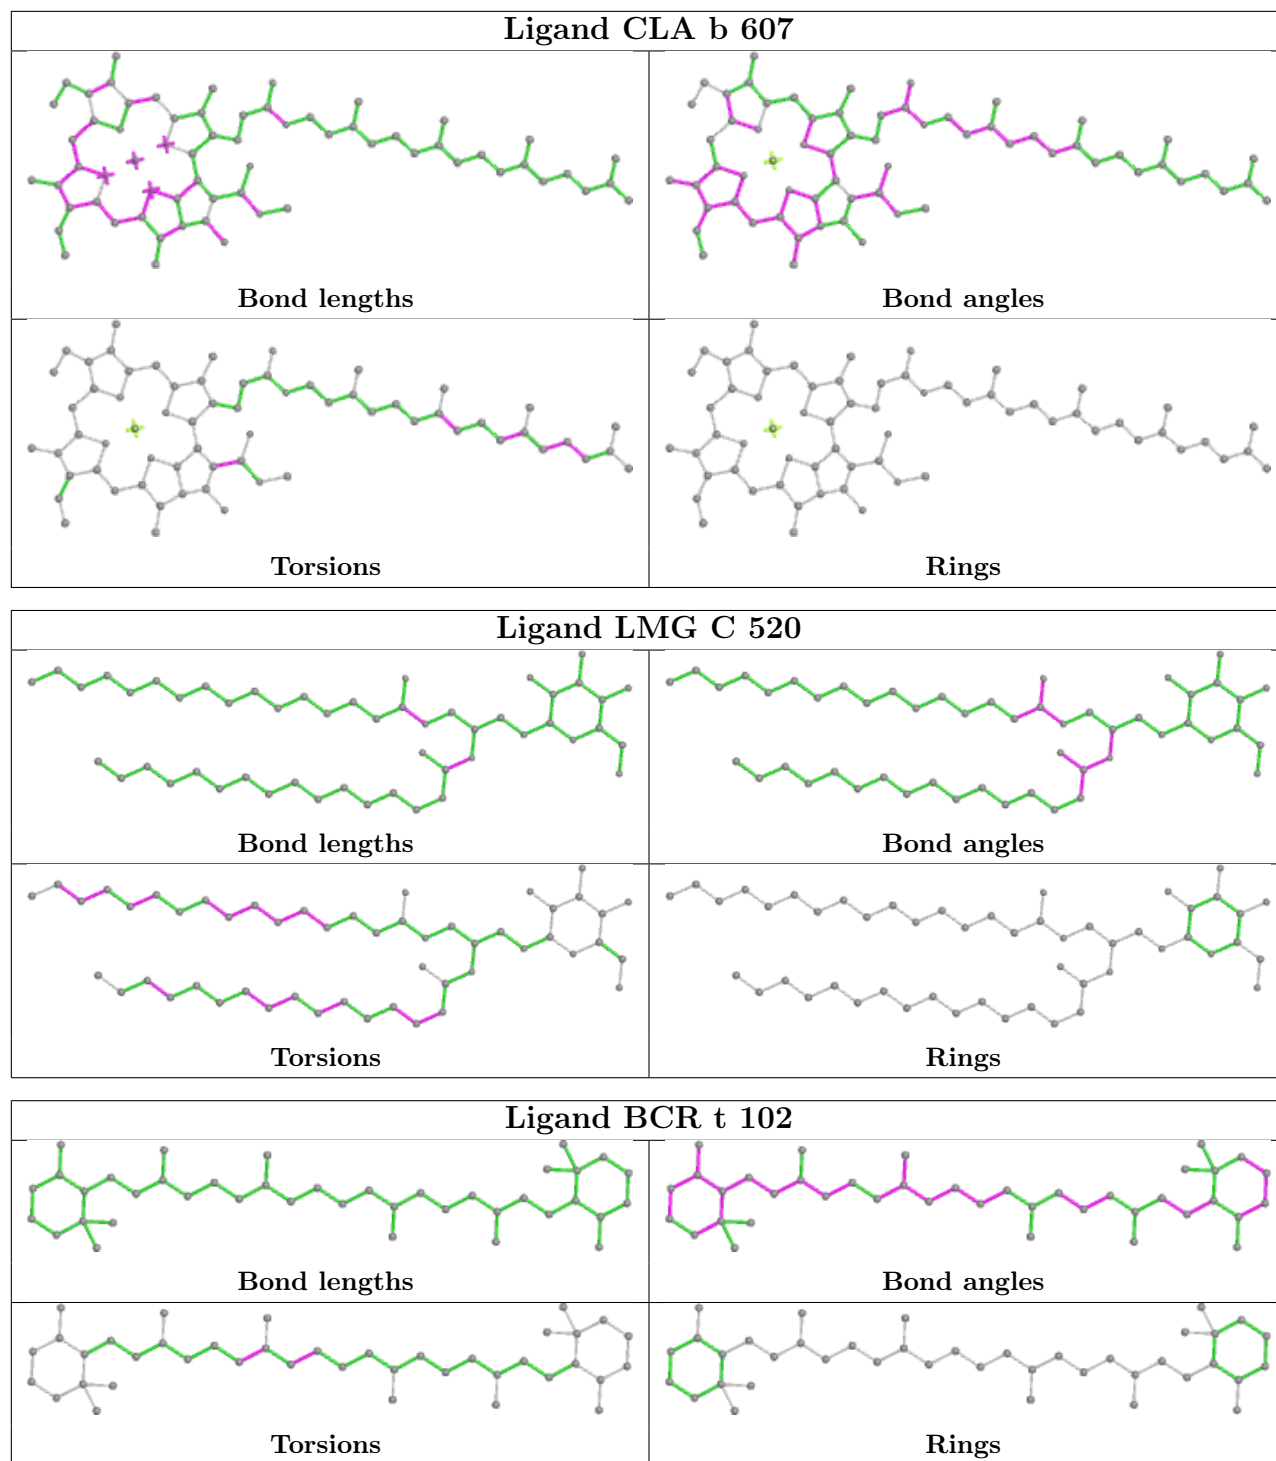 Ligand CLA b 607
Bond lengths
Bond angles
Torsions
Rings
Ligand LMG C 520
Bond lengths
Bond angles
Torsions
Rings
Ligand BCR t 102
Bond lengths
Bond angles
Torsions
Rings